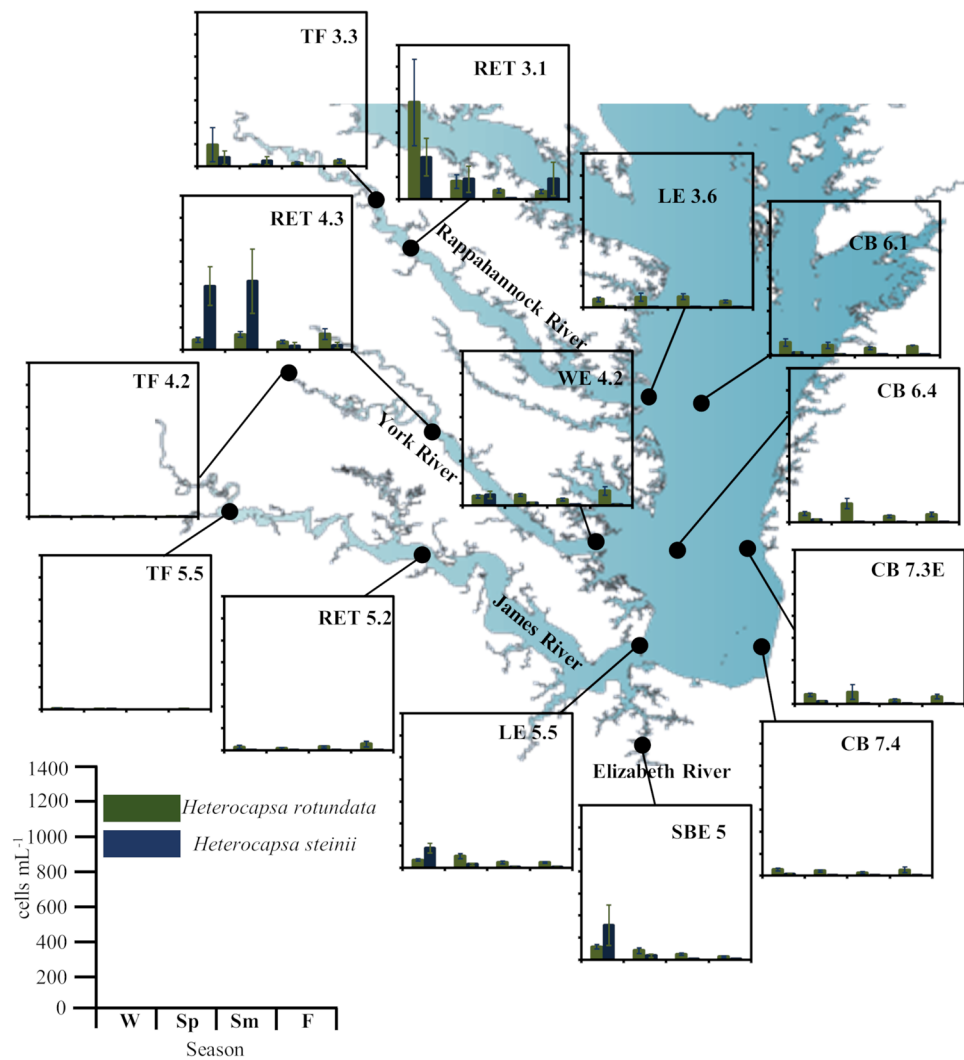 TF 3.3
RET 3.1
LE 3.6
RET 4.3
CB 6.1
Rappahannock River
WE 4.2
TF 4.2
CB 6.4
York River
TF 5.5
CB 7.3E
RET 5.2
James River
LE 5.5
CB 7.4
Elizabeth River
SBE 5
1400
1200
1000
800
600
400
200
0
cells mL⁻¹
Heterocapsa rotundata
Heterocapsa steinii
W Sp Sm F
Season